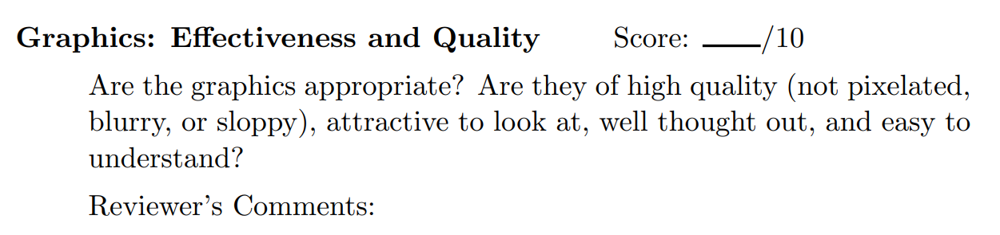 Graphics: Effectiveness and Quality Score: ____/10
Are the graphics appropriate? Are they of high quality (not pixelated,
blurry, or sloppy), attractive to look at, well thought out, and easy to
understand?
Reviewer's Comments: